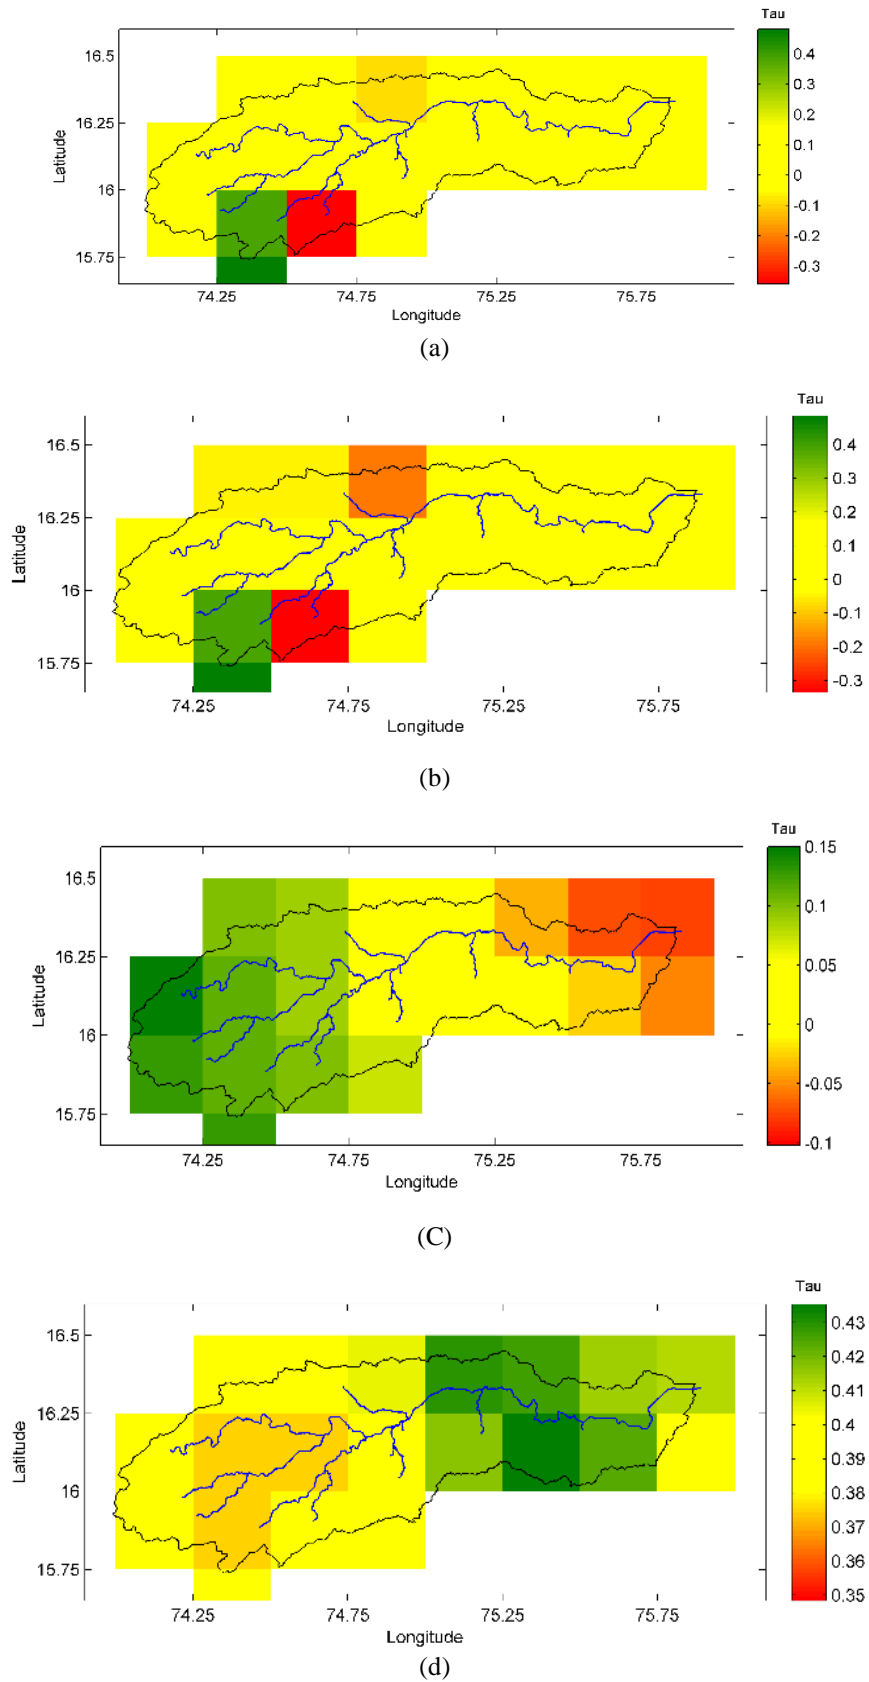 Tau
16.5
16.25
16
15.75
Latitude
74.25 74.75 75.25 75.75
Longitude
0.4
0.3
0.2
0.1
0
-0.1
-0.2
-0.3
(a)
Tau
16.5
16.25
16
15.75
Latitude
74.25 74.75 75.25 75.75
Longitude
0.4
0.3
0.2
0.1
0
-0.1
-0.2
-0.3
(b)
Tau
16.5
16.25
16
15.75
Latitude
74.25 74.75 75.25 75.75
Longitude
0.15
0.1
0.05
0
-0.05
-0.1
(C)
Tau
16.5
16.25
16
15.75
Latitude
74.25 74.75 75.25 75.75
Longitude
0.43
0.42
0.41
0.4
0.39
0.38
0.37
0.36
0.35
(d)